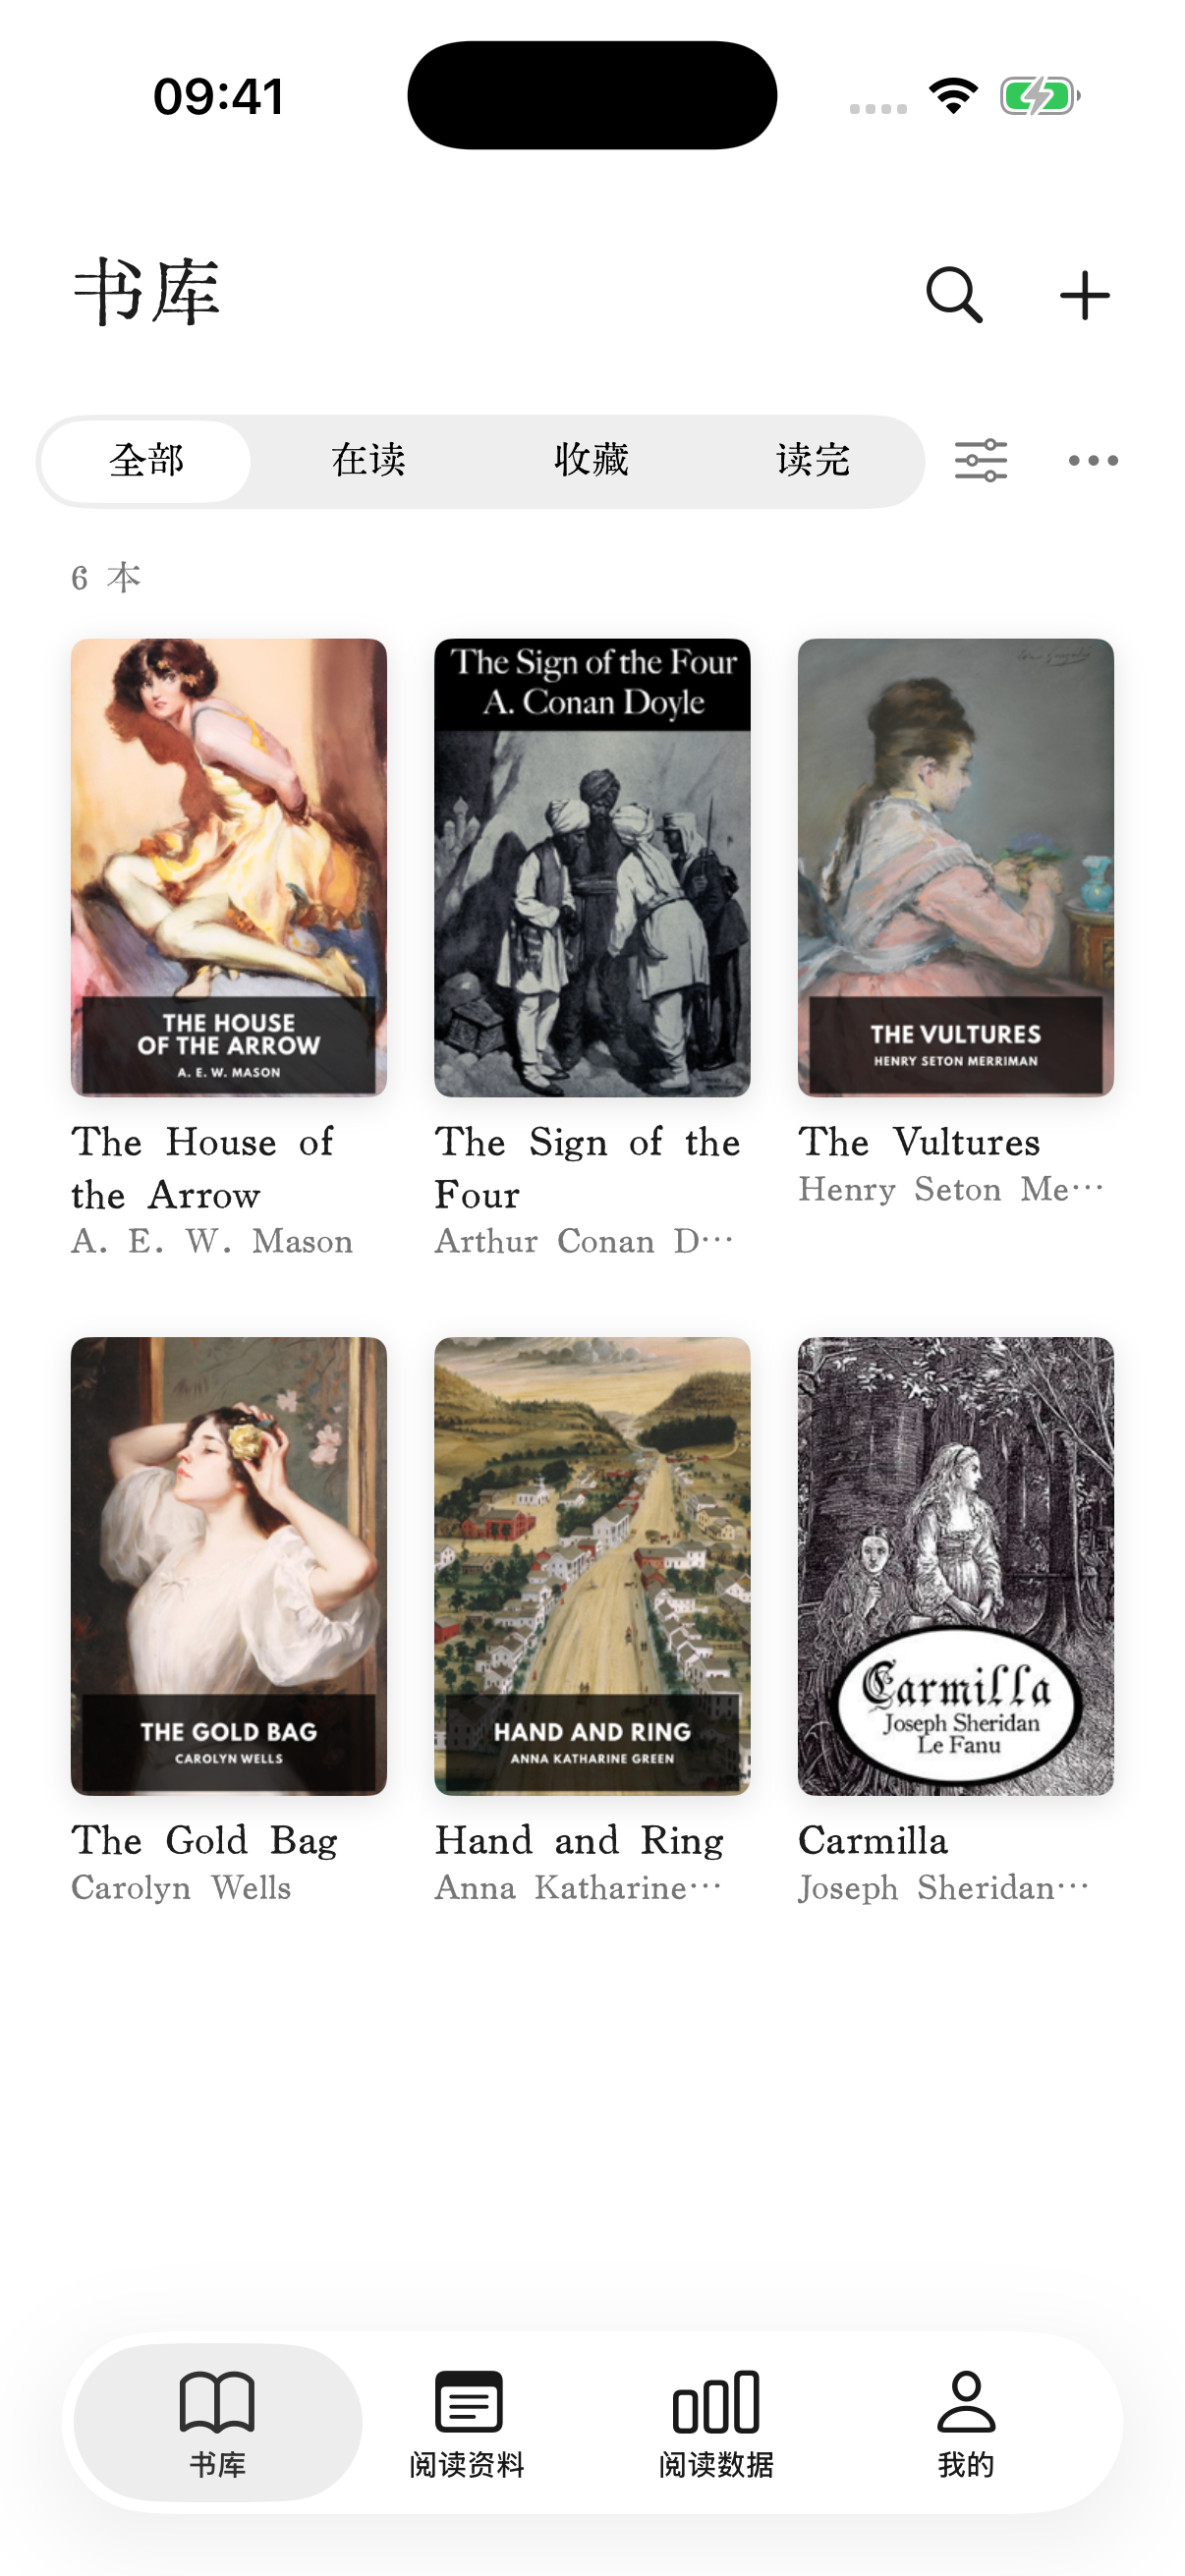 09:41
书库
全部 在读 收藏 读完
6 本
THE HOUSE
OF THE ARROW
A. E. W. MASON
The Sign of the Four
A. Conan Doyle
THE VULTURES
HENRY SETON MERRIMAN
The House of
the Arrow
A. E. W. Mason
The Sign of the
Four
Arthur Conan D···
The Vultures
Henry Seton Me···
THE GOLD BAG
CAROLYN WELLS
HAND AND RING
ANNA KATHARINE GREEN
Carmilla
Joseph Sheridan
Le Fanu
The Gold Bag
Carolyn Wells
Hand and Ring
Anna Katharine···
Carmilla
Joseph Sheridan···
书库 阅读资料 阅读数据 我的